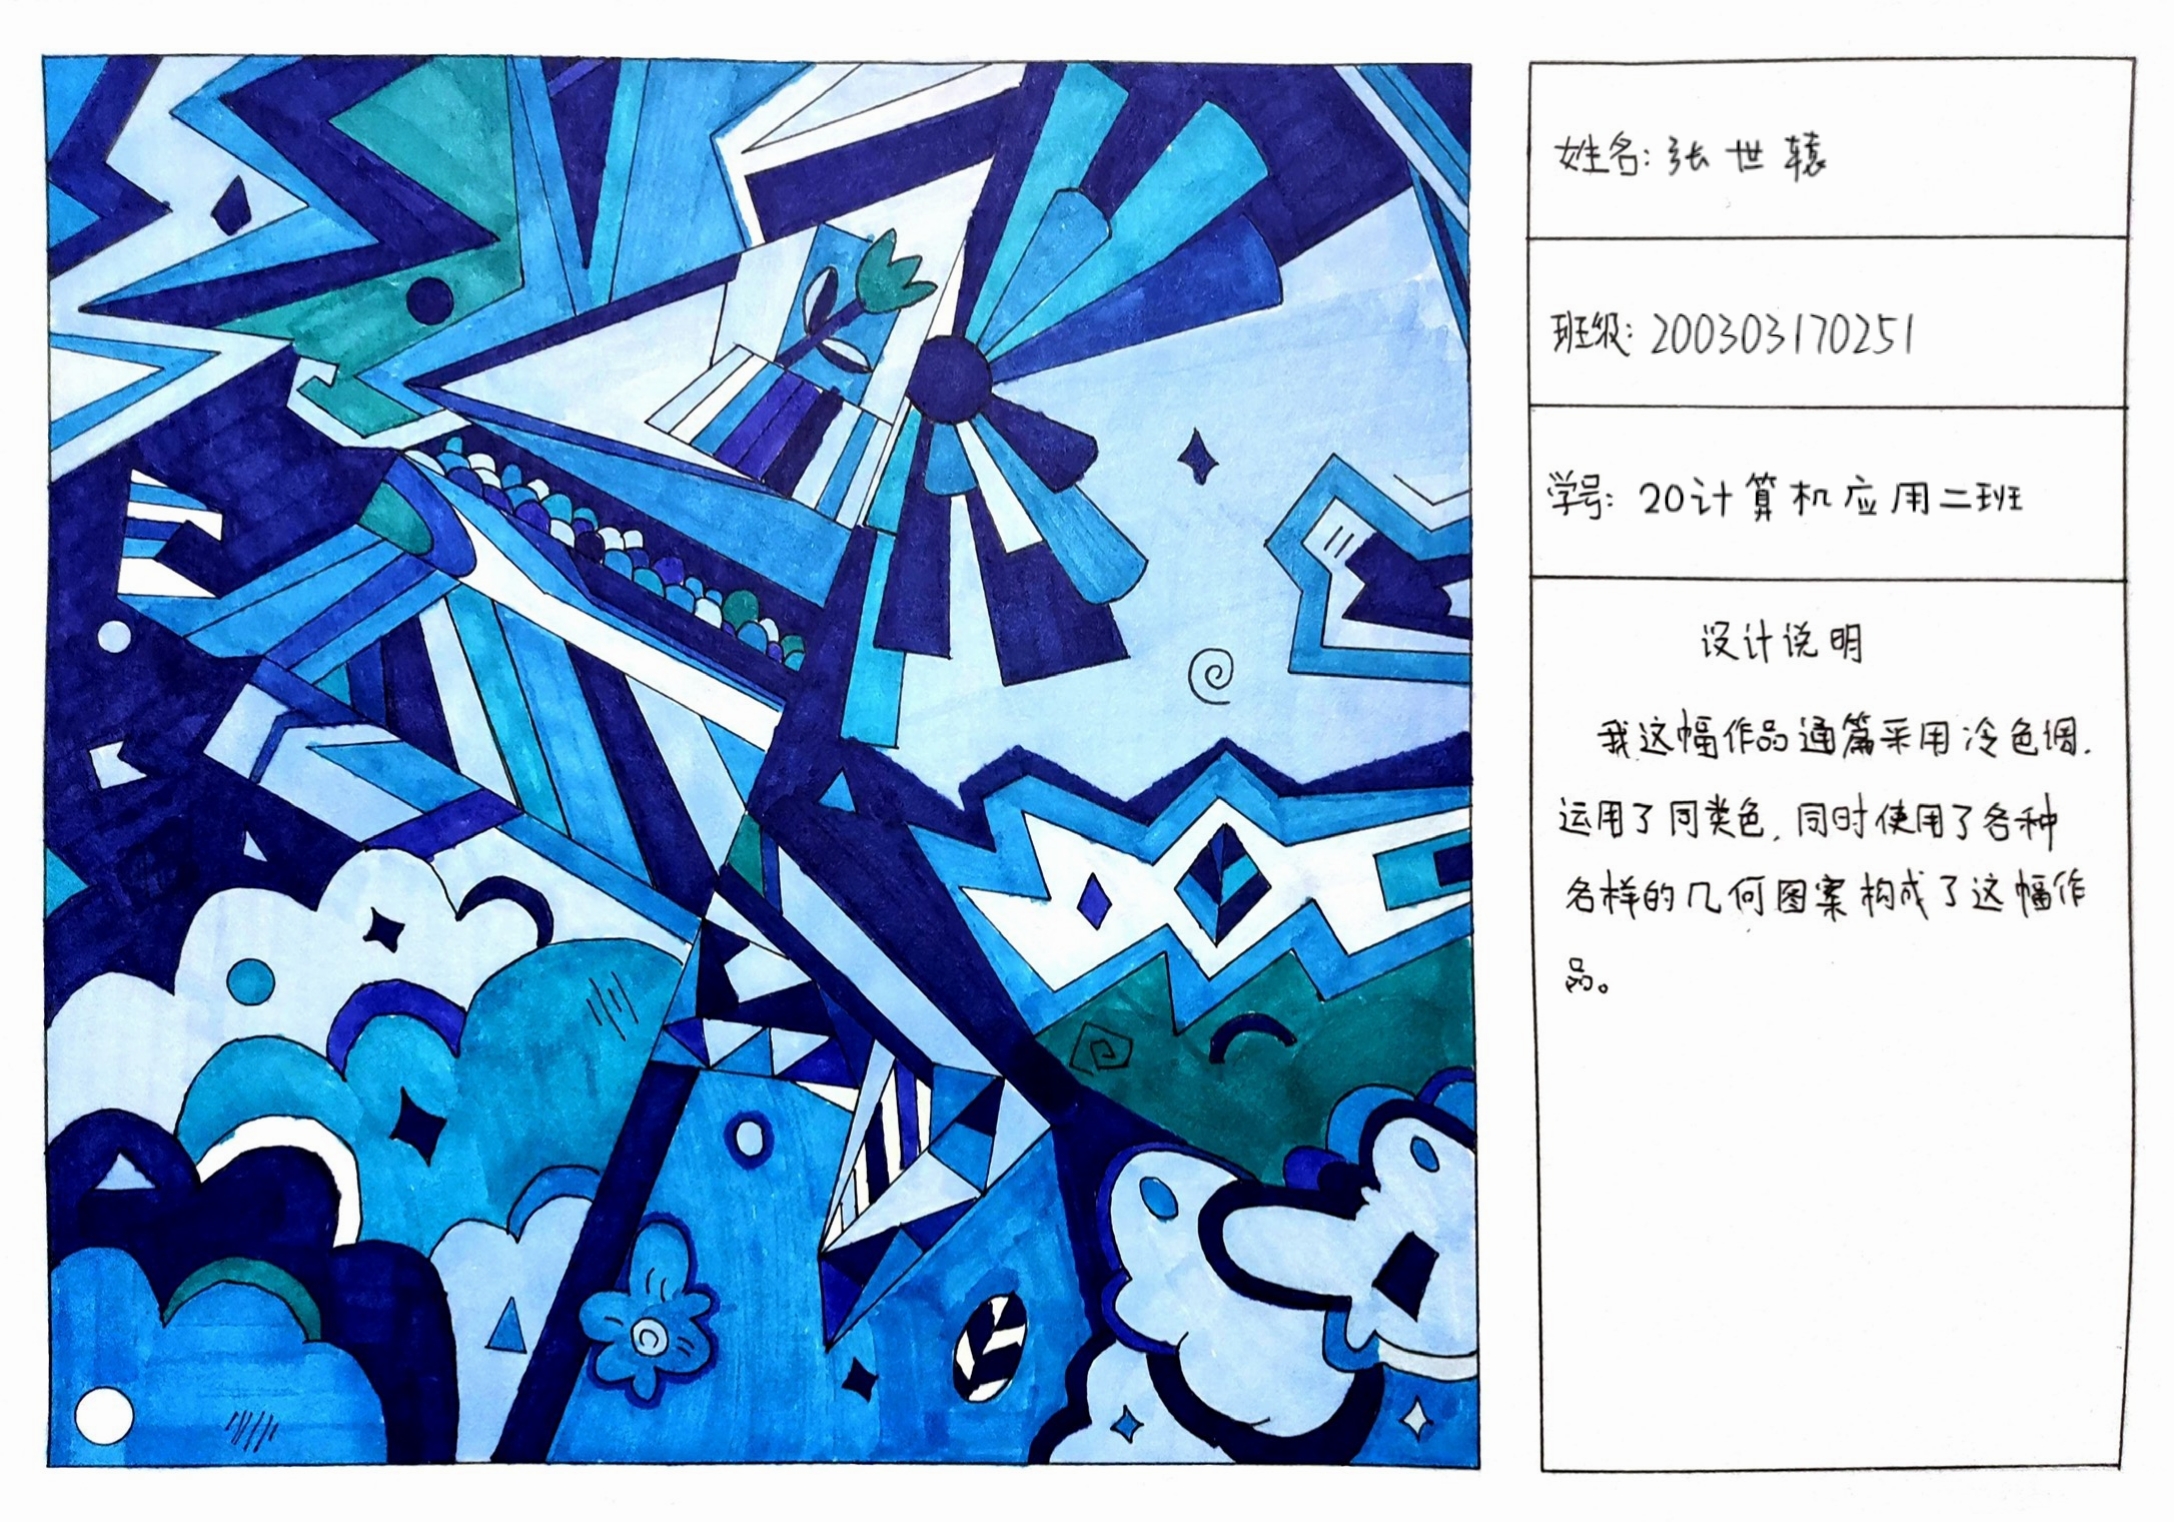 姓名：张世辕
班级：200303170251
学号：20计算机应用二班
设计说明
我这幅作品通篇采用冷色调．
运用了同类色，同时使用了各种
各样的几何图案构成了这幅作
品。